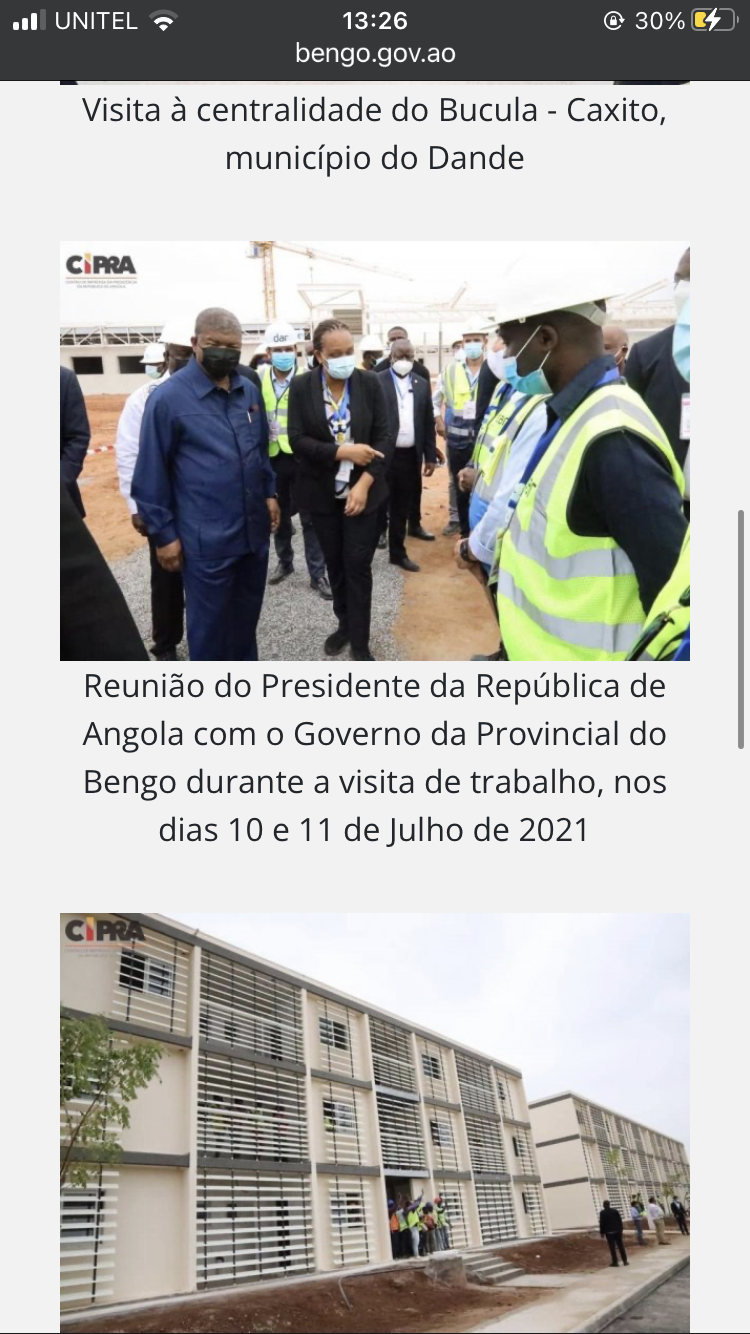 UNITEL
13:26
30%
bengo.gov.ao
Visita à centralidade do Bucula - Caxito,
município do Dande
CIPRA
dar
Reunião do Presidente da República de
Angola com o Governo da Provincial do
Bengo durante a visita de trabalho, nos
dias 10 e 11 de Julho de 2021
CIPRA